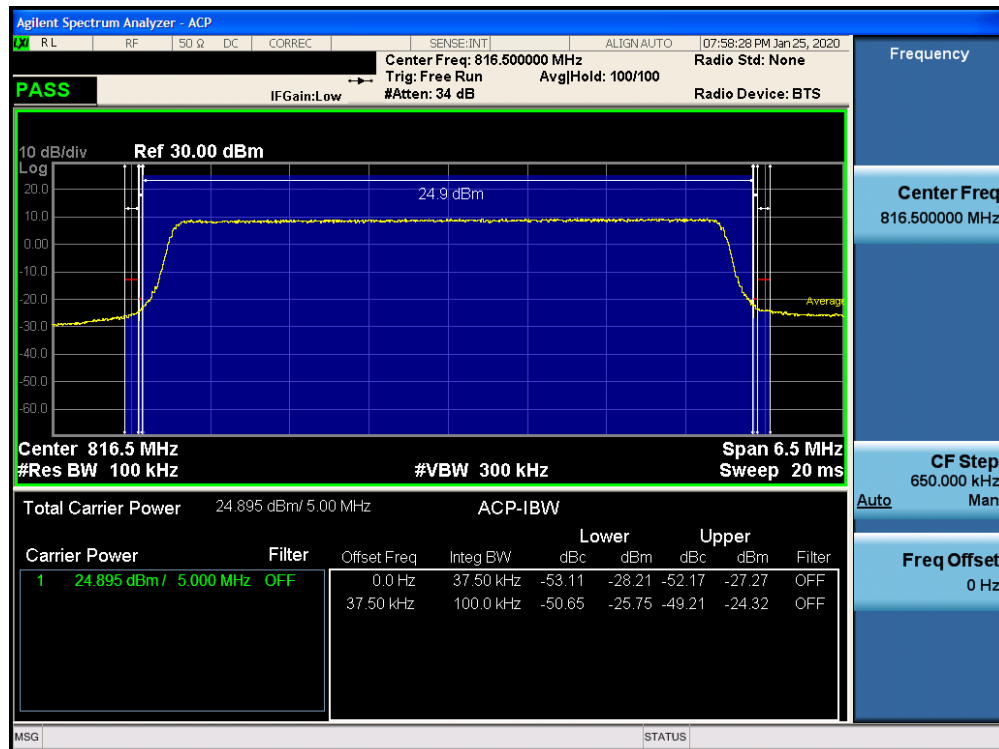 Agilent Spectrum Analyzer - ACP
LXI RL RF 50 Ω DC CORREC SENSE:INT ALIGN AUTO 07:58:28 PM Jan 25, 2020
Center Freq: 816.500000 MHz Radio Std: None
Trig: Free Run Avg|Hold: 100/100
PASS IFGain:Low #Atten: 34 dB Radio Device: BTS
10 dB/div Ref 30.00 dBm
Log
24.9 dBm
20.0
10.0
0.00
-10.0
-20.0
Average
-30.0
-40.0
-50.0
-60.0
Center 816.5 MHz Span 6.5 MHz
#Res BW 100 kHz #VBW 300 kHz Sweep 20 ms
Total Carrier Power 24.895 dBm/ 5.00 MHz ACP-IBW
Lower Upper
Carrier Power Filter Offset Freq Integ BW dBc dBm dBc dBm Filter
1 24.895 dBm / 5.000 MHz OFF 0.0 Hz 37.50 kHz -53.11 -28.21 -52.17 -27.27 OFF
37.50 kHz 100.0 kHz -50.65 -25.75 -49.21 -24.32 OFF
MSG STATUS
Frequency
Center Freq
816.500000 MHz
CF Step
650.000 kHz
Auto Man
Freq Offset
0 Hz